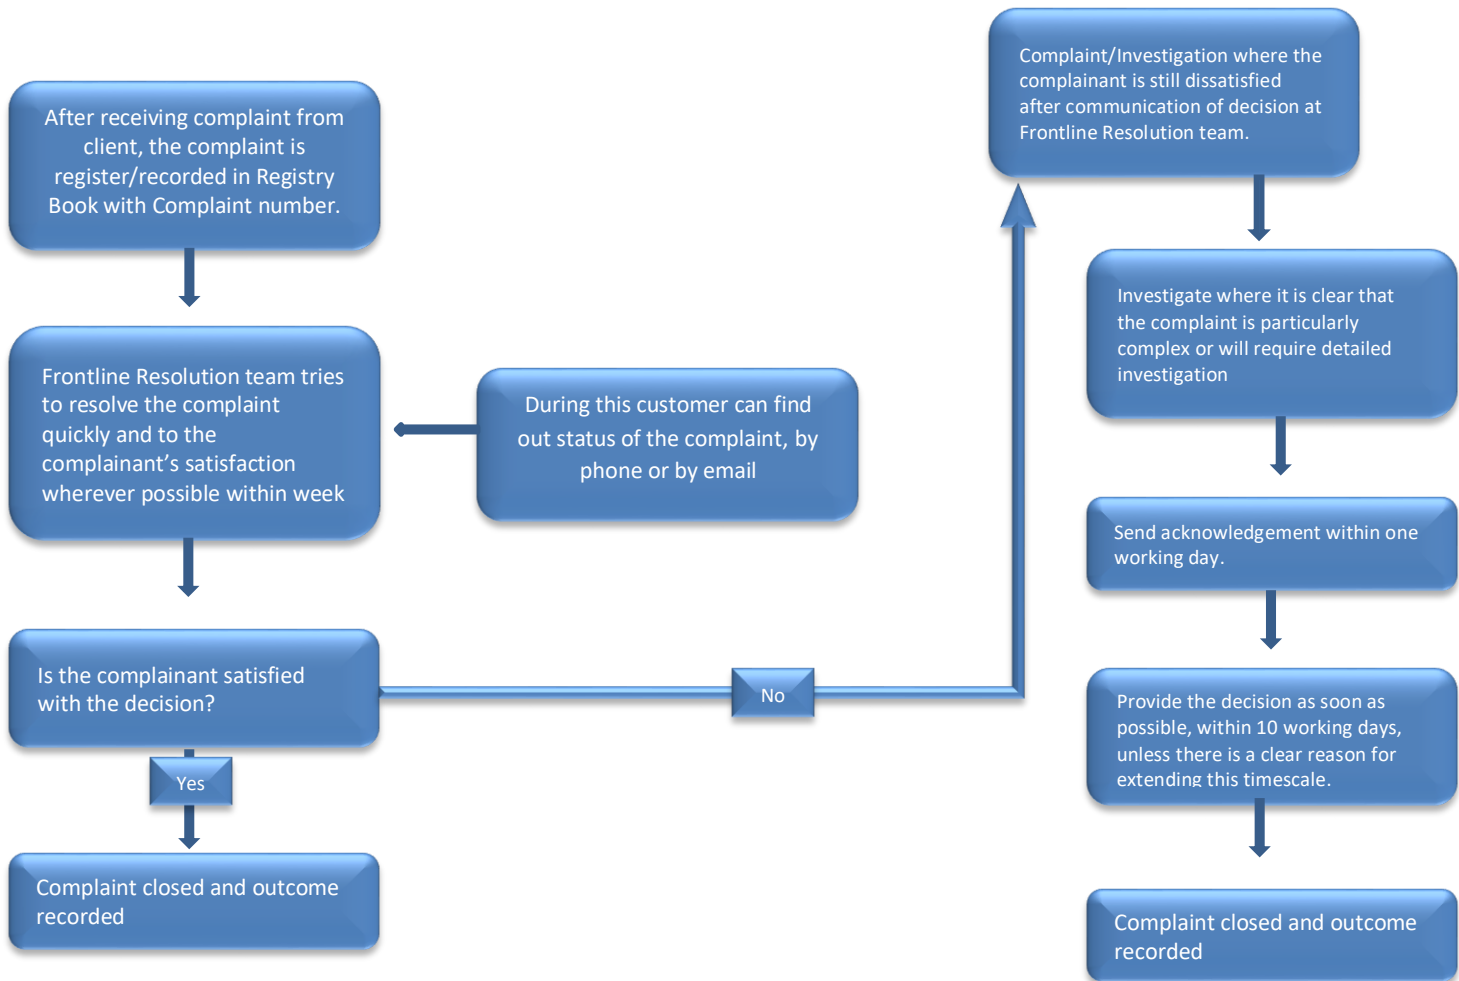 After receiving complaint from
client, the complaint is
register/recorded in Registry
Book with Complaint number.
Frontline Resolution team tries
to resolve the complaint
quickly and to the
complainant’s satisfaction
wherever possible within week
During this customer can find
out status of the complaint, by
phone or by email
Is the complainant satisfied
with the decision?
No
Yes
Complaint closed and outcome
recorded
Complaint/Investigation where the
complainant is still dissatisfied
after communication of decision at
Frontline Resolution team.
Investigate where it is clear that
the complaint is particularly
complex or will require detailed
investigation
Send acknowledgement within one
working day.
Provide the decision as soon as
possible, within 10 working days,
unless there is a clear reason for
extending this timescale.
Complaint closed and outcome
recorded